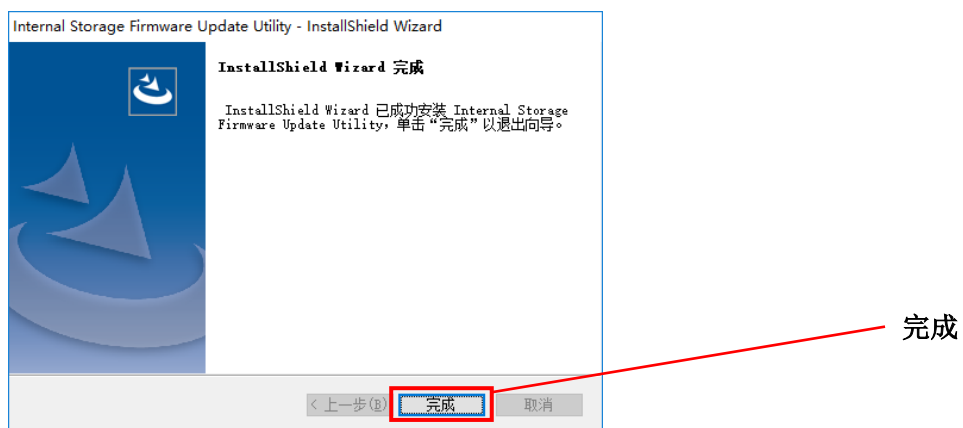 Internal Storage Firmware Update Utility - InstallShield Wizard
InstallShield Wizard 完成
InstallShield Wizard 已成功安装 Internal Storage
Firmware Update Utility，单击“完成”以退出向导。
完成
< 上一步(B) 完成 取消